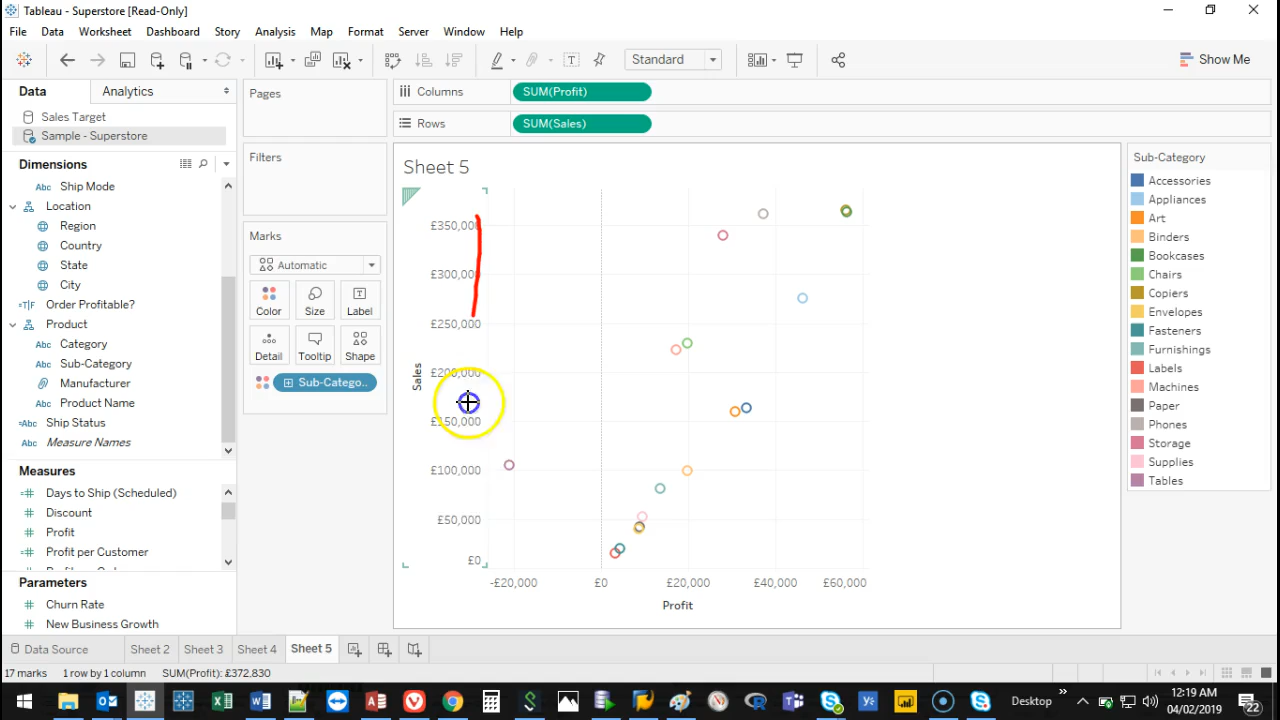 Tableau - Superstore [Read-Only]
File Data Worksheet Dashboard Story Analysis Map Format Server Window Help
Standard
Show Me
Data Analytics
Sales Target
Sample - Superstore
Dimensions
Abc Ship Mode
Location
Region
Country
State
City
=T|F Order Profitable?
Product
Abc Category
Abc Sub-Category
Manufacturer
Abc Product Name
=Abc Ship Status
Abc Measure Names
Measures
Days to Ship (Scheduled)
Discount
Profit
Profit per Customer
Parameters
Churn Rate
New Business Growth
Pages
Filters
Marks
Automatic
Color Size Label
Detail Tooltip Shape
Sub-Catego..
Columns SUM(Profit)
Rows SUM(Sales)
Sheet 5
£350,000
£300,000
£250,000
£200,000
£150,000
£100,000
£50,000
£0
Sales
-£20,000 £0 £20,000 £40,000 £60,000
Profit
Sub-Category
Accessories
Appliances
Art
Binders
Bookcases
Chairs
Copiers
Envelopes
Fasteners
Furnishings
Labels
Machines
Paper
Phones
Storage
Supplies
Tables
Data Source Sheet 2 Sheet 3 Sheet 4 Sheet 5
17 marks 1 row by 1 column SUM(Profit): £372,830
Desktop
12:19 AM
04/02/2019
22